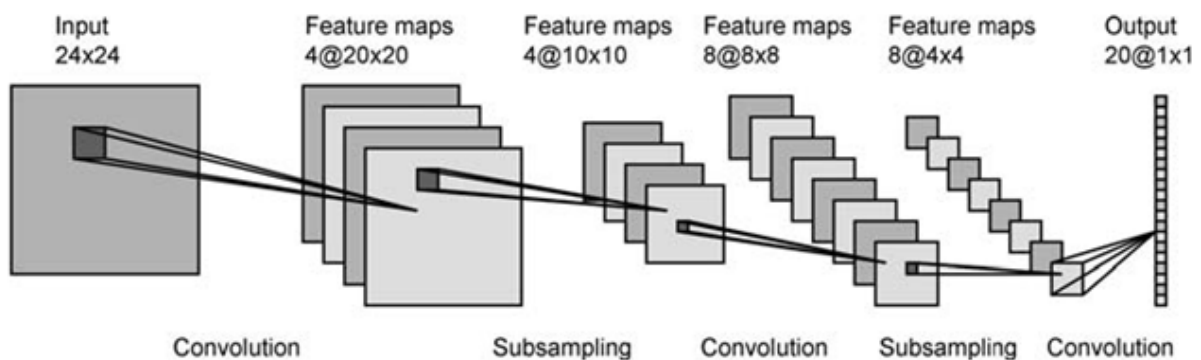 Input
24x24
Feature maps
4@20x20
Feature maps
4@10x10
Feature maps
8@8x8
Feature maps
8@4x4
Output
20@1x1
Convolution
Subsampling
Convolution
Subsampling
Convolution